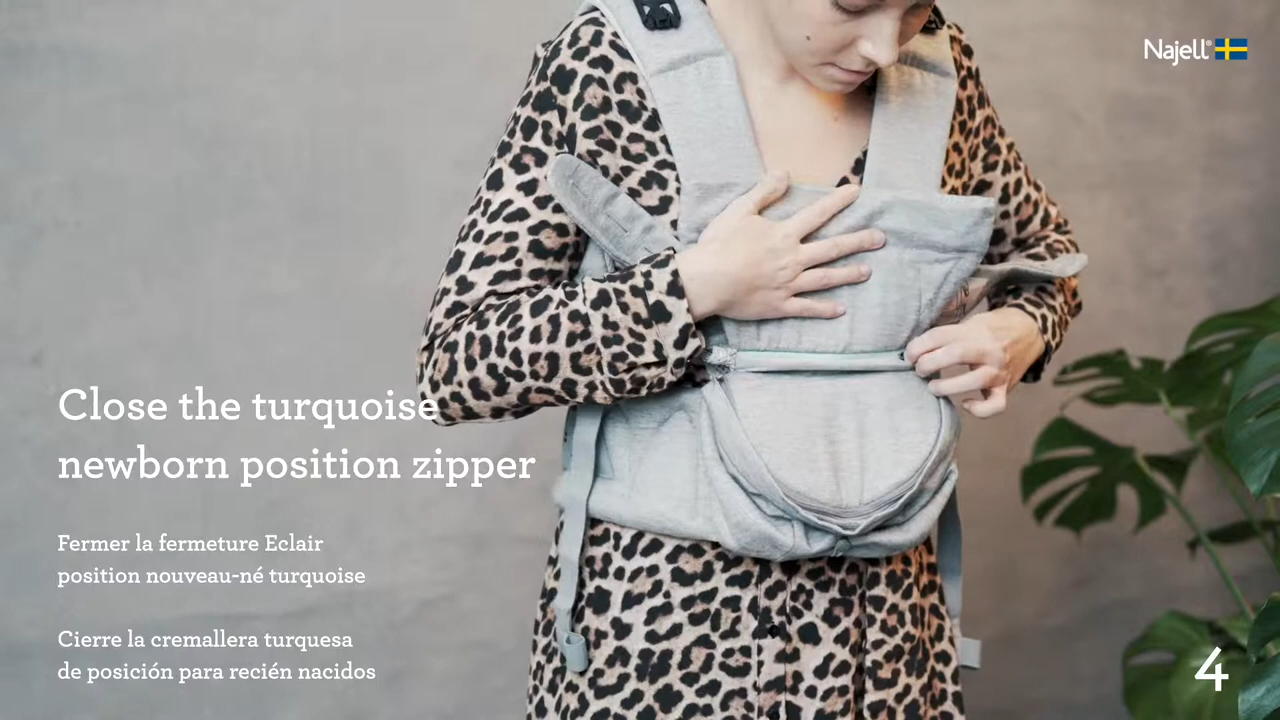 Najell®
Close the turquoise
newborn position zipper
Fermer la fermeture Eclair
position nouveau-né turquoise
Cierre la cremallera turquesa
de posición para recién nacidos
4